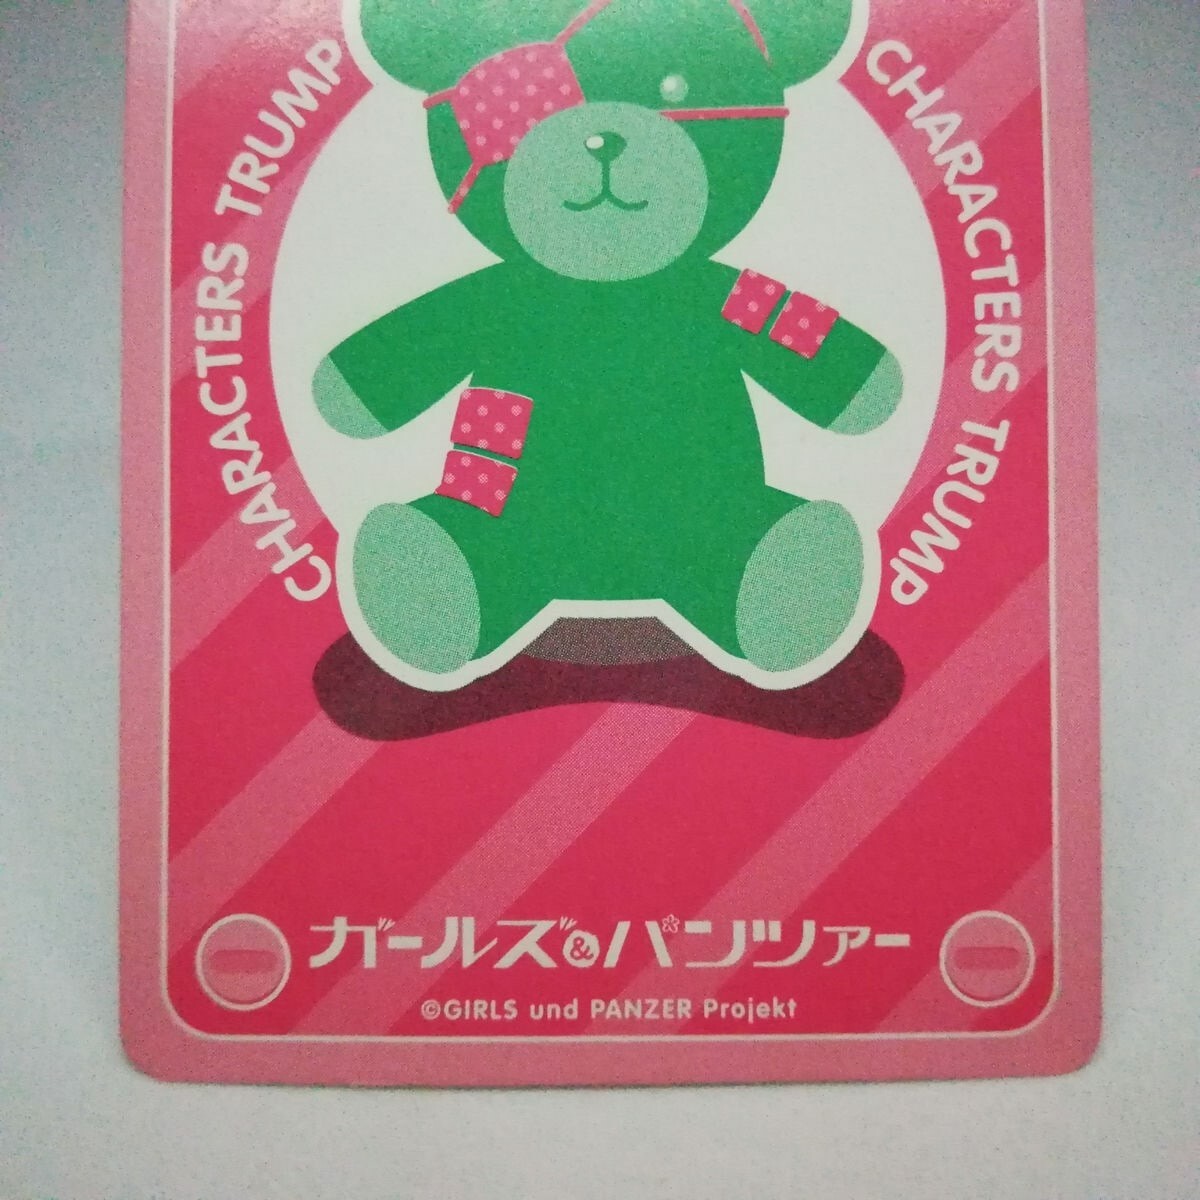 CHARACTERS TRUMP
CHARACTERS TRUMP
ガールズ&パンツァー
©GIRLS und PANZER Projekt